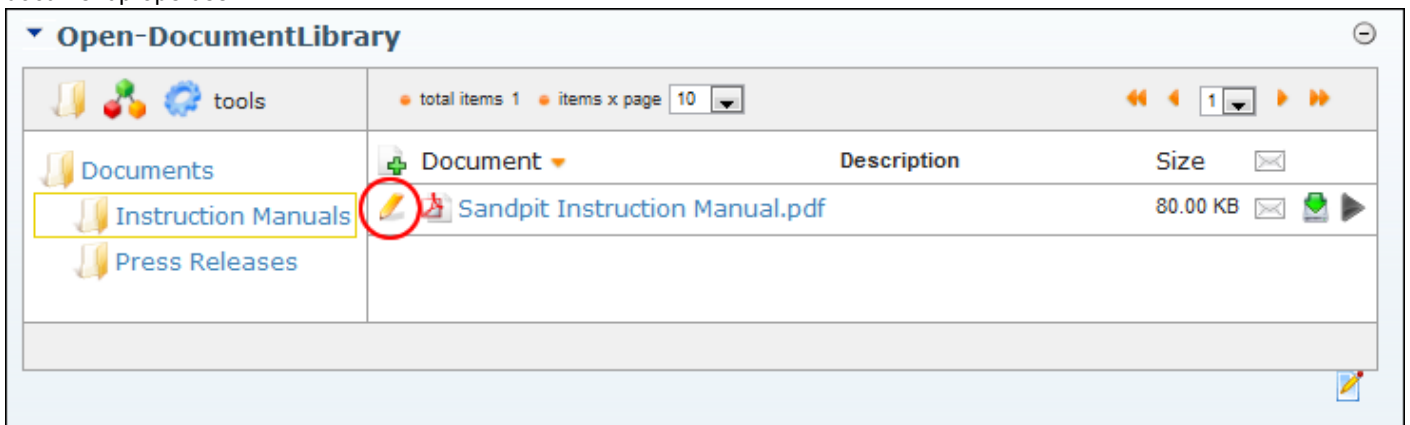 Open-DocumentLibrary
tools
total items 1 items x page 10
1
Documents
Instruction Manuals
Press Releases
Document Description Size
Sandpit Instruction Manual.pdf 80.00 KB